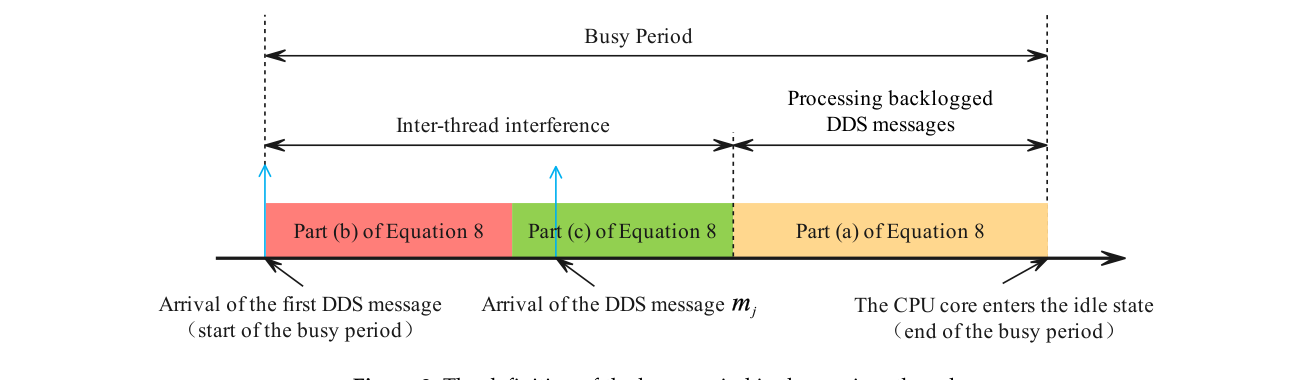 Busy Period
Processing backlogged
DDS messages
Inter-thread interference
Part (b) of Equation 8
Part (c) of Equation 8
Part (a) of Equation 8
Arrival of the first DDS message
（start of the busy period）
Arrival of the DDS message mj
The CPU core enters the idle state
（end of the busy period）